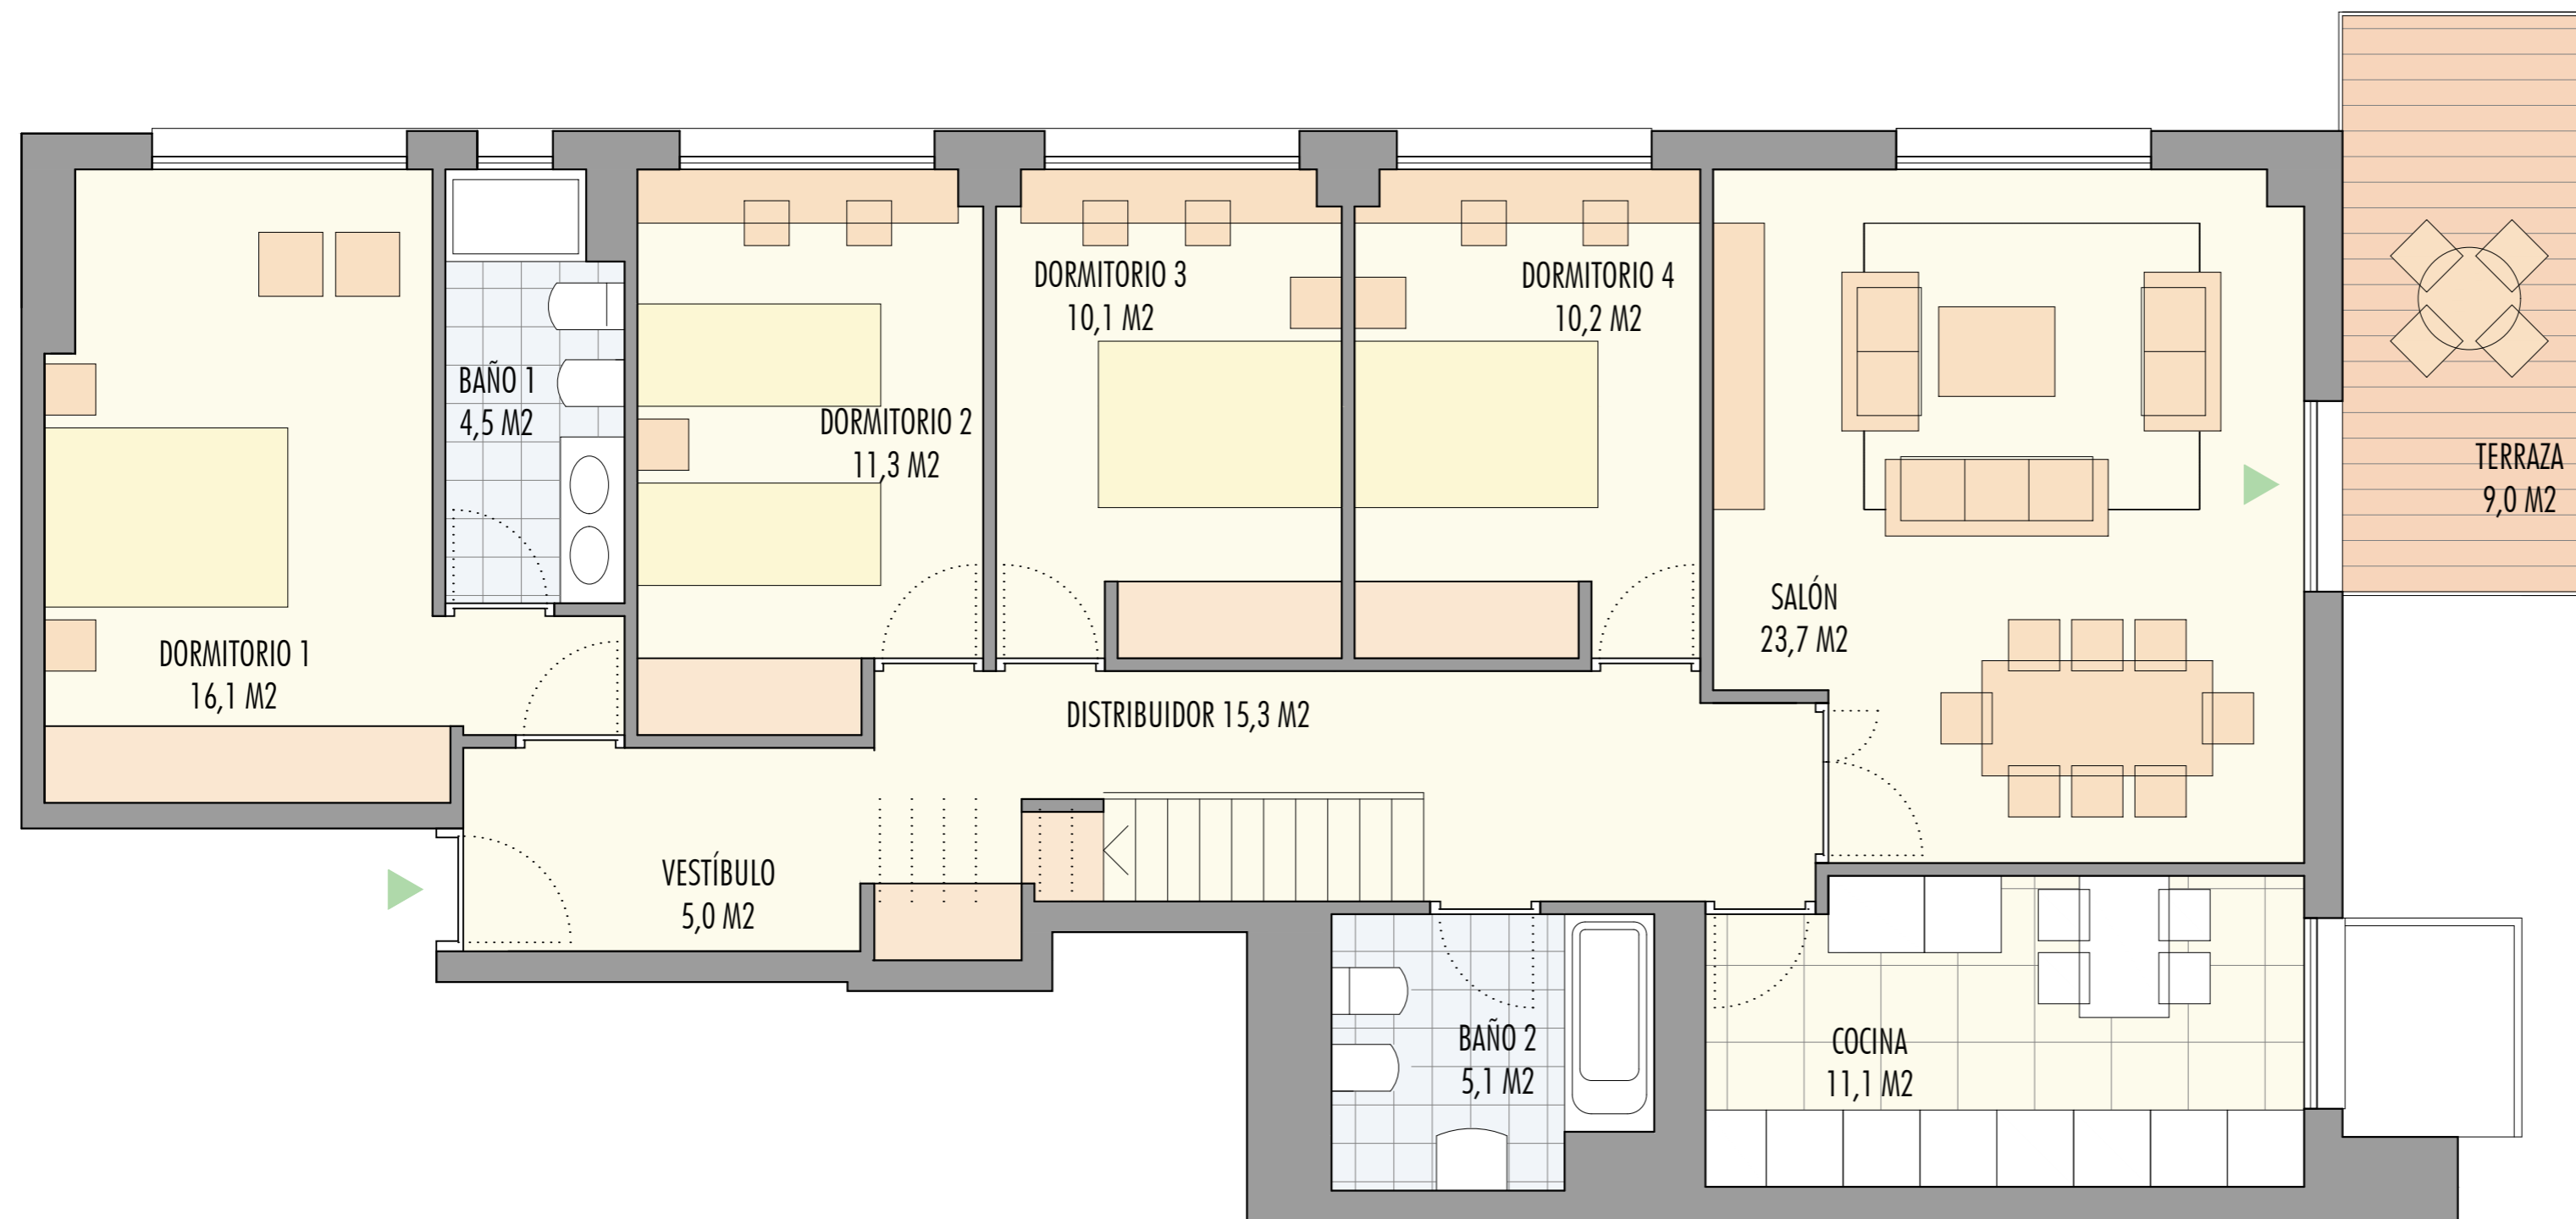 DORMITORIO 1
16,1 M2
BAÑO 1
4,5 M2
DORMITORIO 2
11,3 M2
DORMITORIO 3
10,1 M2
DORMITORIO 4
10,2 M2
SALÓN
23,7 M2
TERRAZA
9,0 M2
DISTRIBUIDOR 15,3 M2
VESTÍBULO
5,0 M2
BAÑO 2
5,1 M2
COCINA
11,1 M2